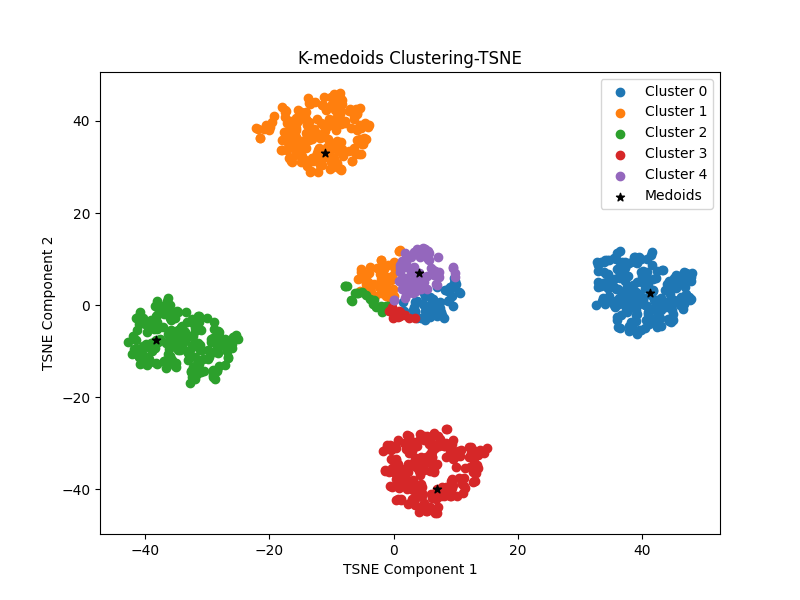 K-medoids Clustering-TSNE
Cluster 0
Cluster 1
Cluster 2
Cluster 3
Cluster 4
Medoids
TSNE Component 2
40
20
0
−20
−40
−40
−20
0
20
40
TSNE Component 1